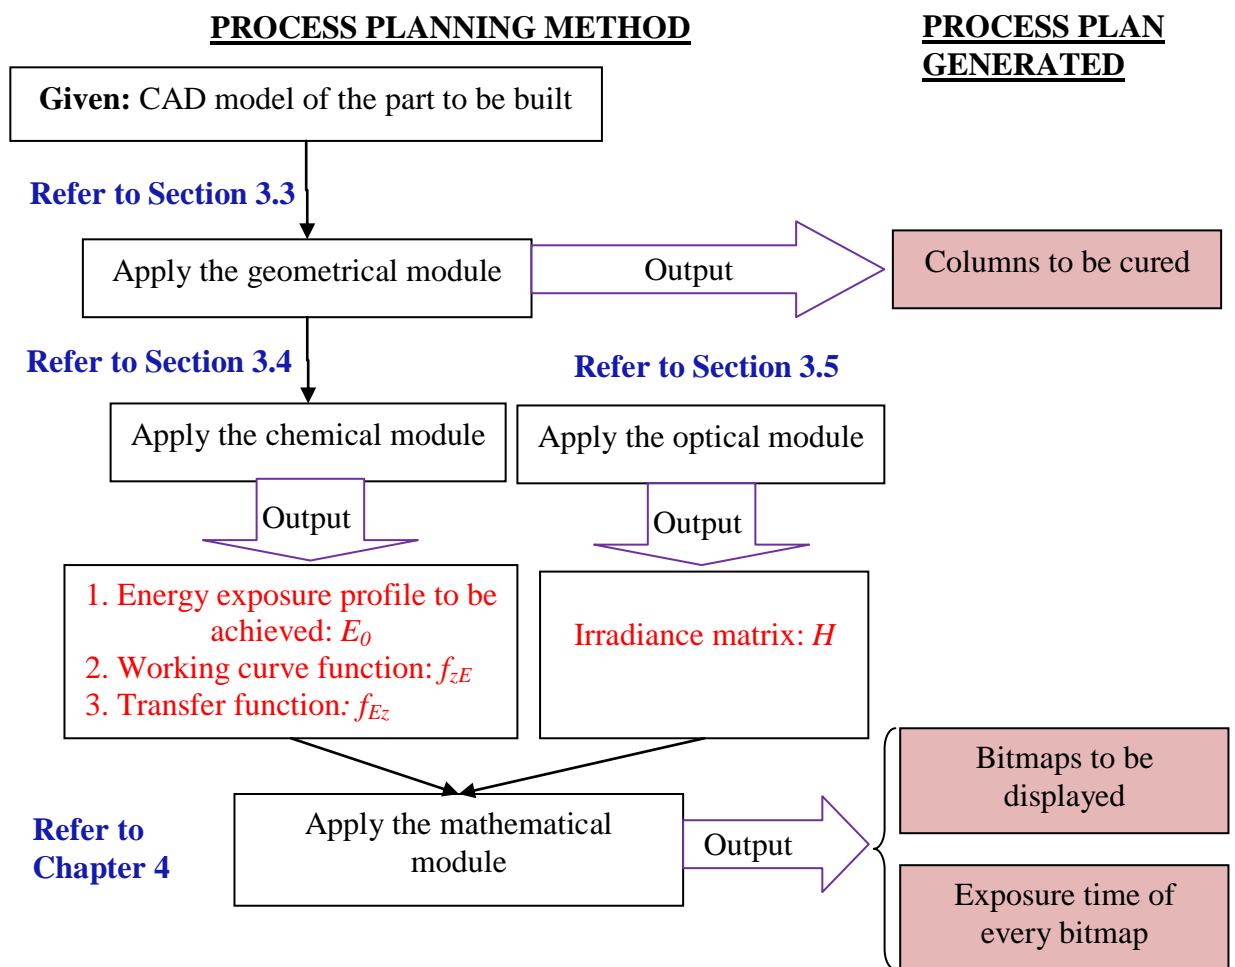 PROCESS PLANNING METHOD
PROCESS PLAN
GENERATED
Given: CAD model of the part to be built
Refer to Section 3.3
Apply the geometrical module
Output
Columns to be cured
Refer to Section 3.4
Refer to Section 3.5
Apply the chemical module
Apply the optical module
Output
Output
1. Energy exposure profile to be
achieved: E0
2. Working curve function: fzE
3. Transfer function: fEz
Irradiance matrix: H
Refer to
Chapter 4
Apply the mathematical
module
Output
Bitmaps to be
displayed
Exposure time of
every bitmap